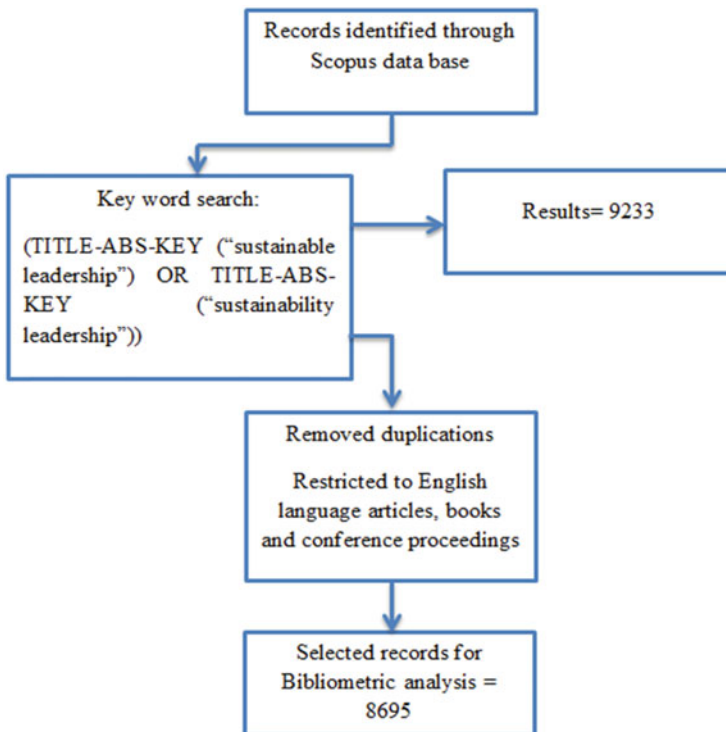 Records identified through
Scopus data base
Key word search:
(TITLE-ABS-KEY (“sustainable
leadership”) OR TITLE-ABS-
KEY (“sustainability
leadership”))
Results= 9233
Removed duplications
Restricted to English
language articles, books
and conference proceedings
Selected records for
Bibliometric analysis =
8695